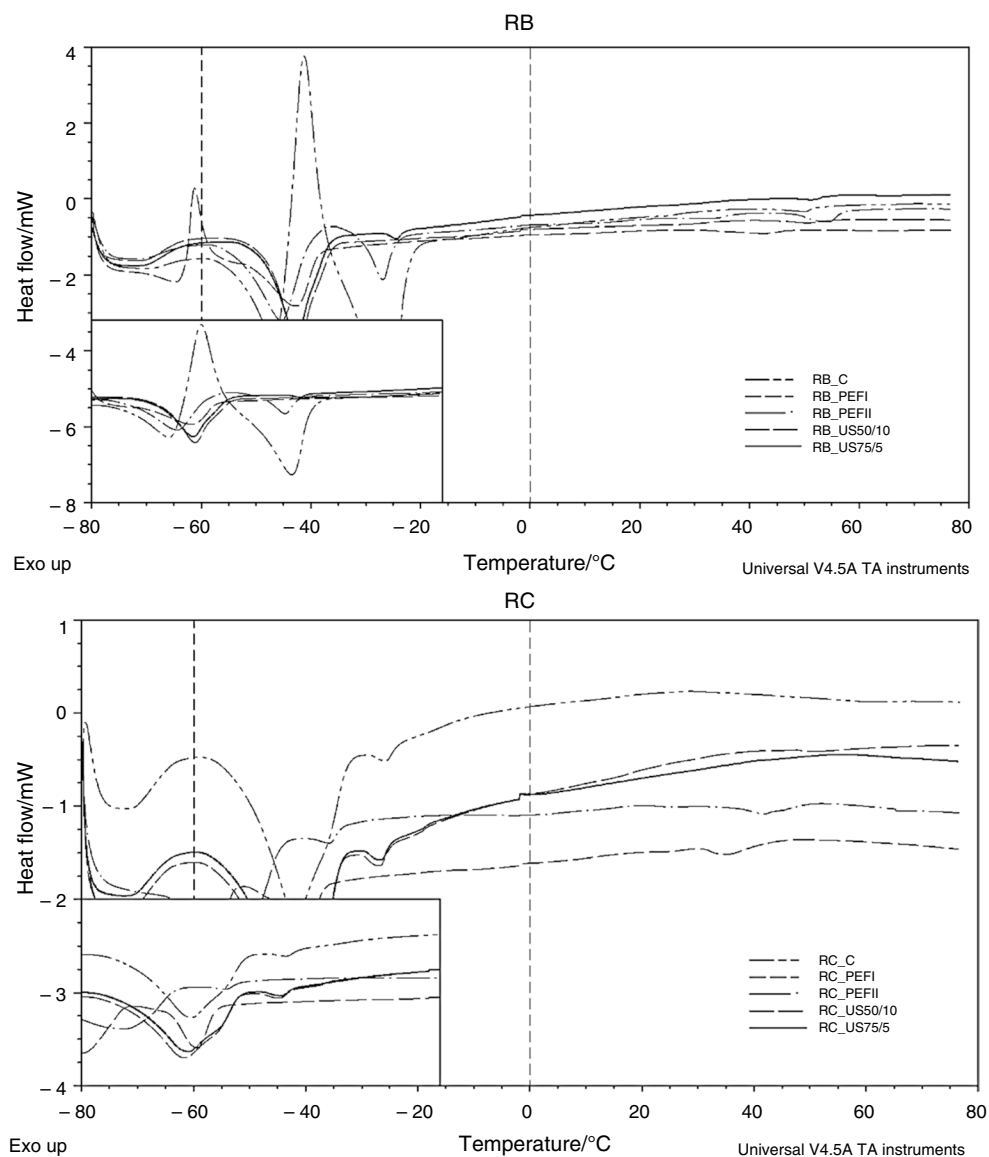 RB
4
2
0
– 2
– 4
– 6
– 8
Heat flow/mW
RB_C
RB_PEFI
RB_PEFII
RB_US50/10
RB_US75/5
– 80
– 60
– 40
– 20
0
20
40
60
80
Exo up
Temperature/°C
Universal V4.5A TA instruments
RC
1
0
– 1
– 2
– 3
– 4
Heat flow/mW
RC_C
RC_PEFI
RC_PEFII
RC_US50/10
RC_US75/5
– 80
– 60
– 40
– 20
0
20
40
60
80
Exo up
Temperature/°C
Universal V4.5A TA instruments